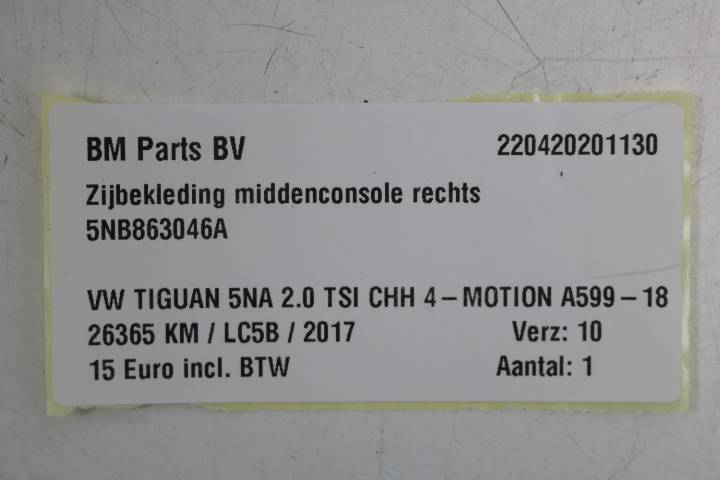 BM Parts BV 220420201130
Zijbekleding middenconsole rechts
5NB863046A
VW TIGUAN 5NA 2.0 TSI CHH 4-MOTION A599-18
26365 KM / LC5B / 2017 Verz: 10
15 Euro incl. BTW Aantal: 1